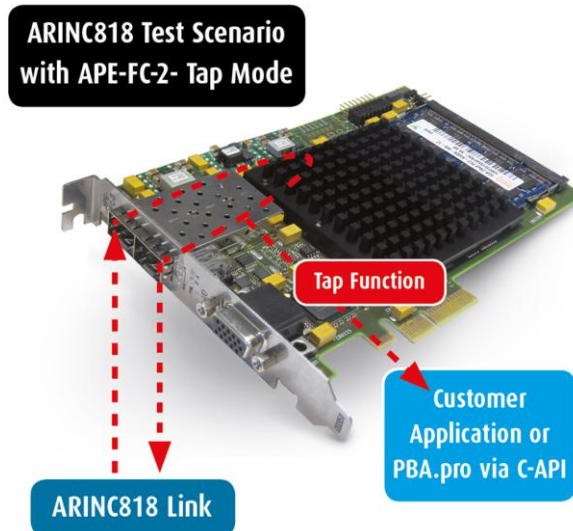 ARINC818 Test Scenario
with APE-FC-2- Tap Mode
Tap Function
Customer
Application or
PBA.pro via C-API
ARINC818 Link